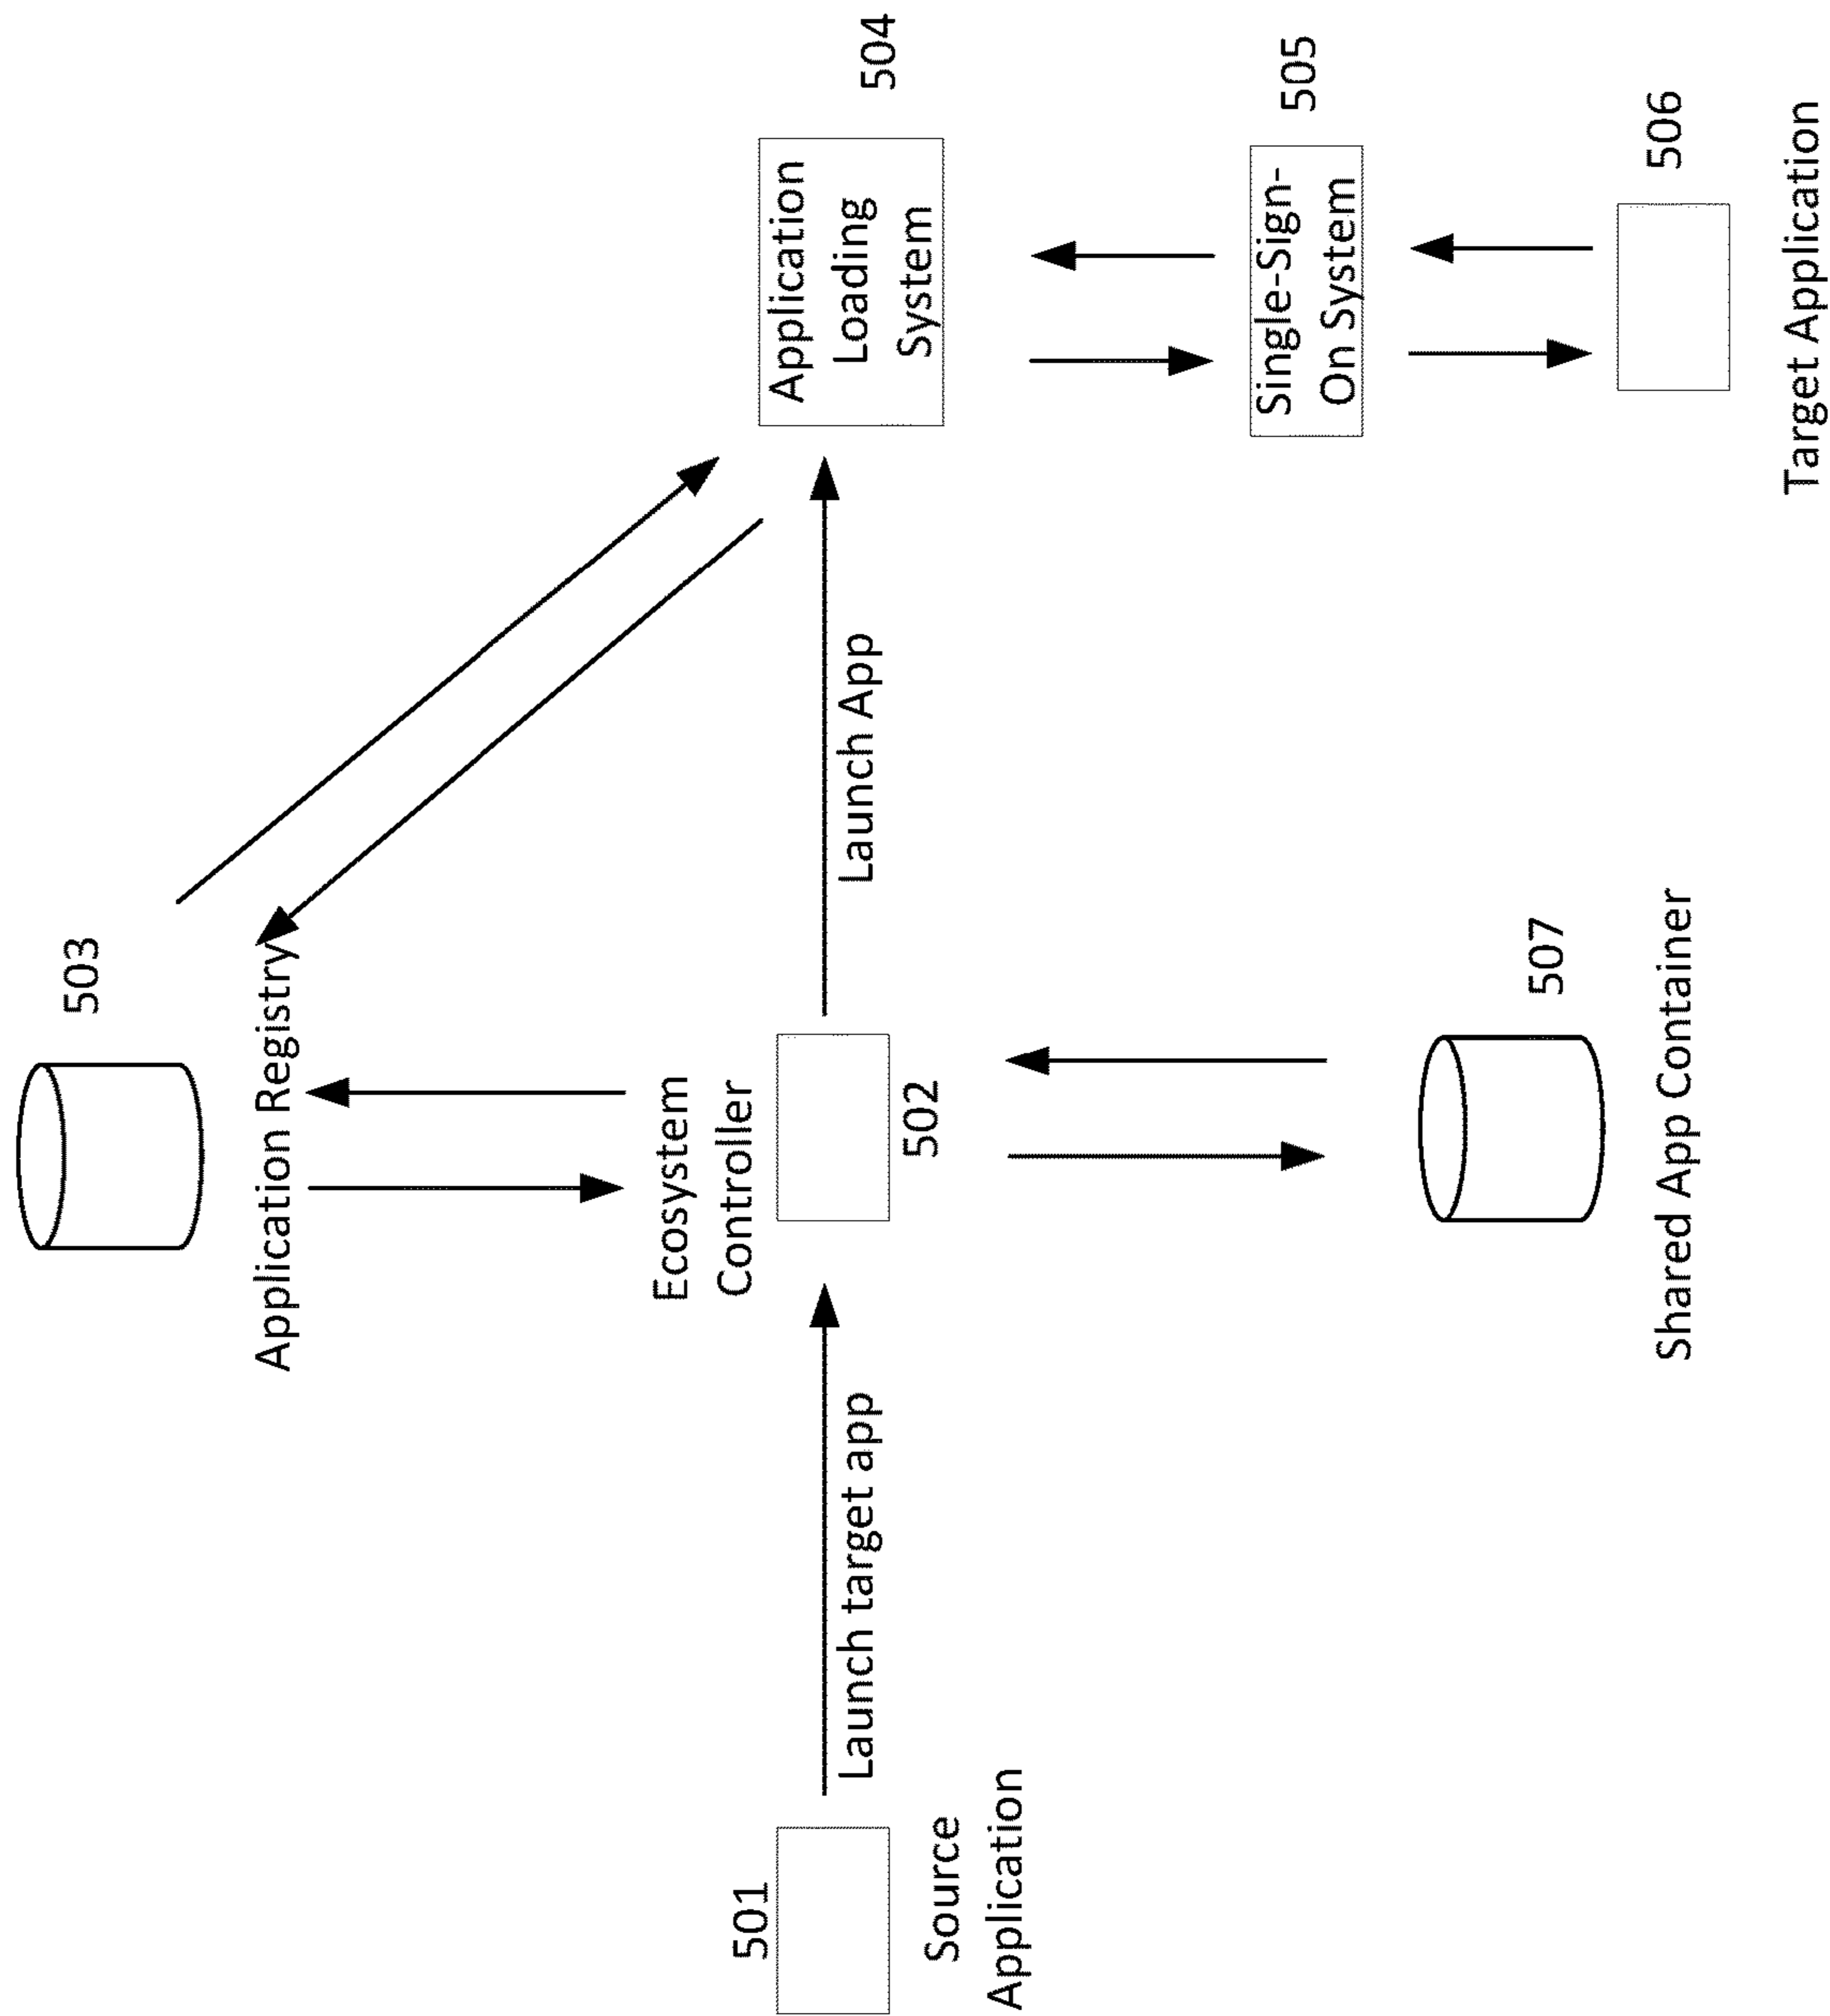 503
Application Registry
501
Source
Application
Launch target app
Ecosystem
Controller
502
Launch App
Application
Loading
System
504
Single-Sign-
On System
505
506
Target Application
507
Shared App Container